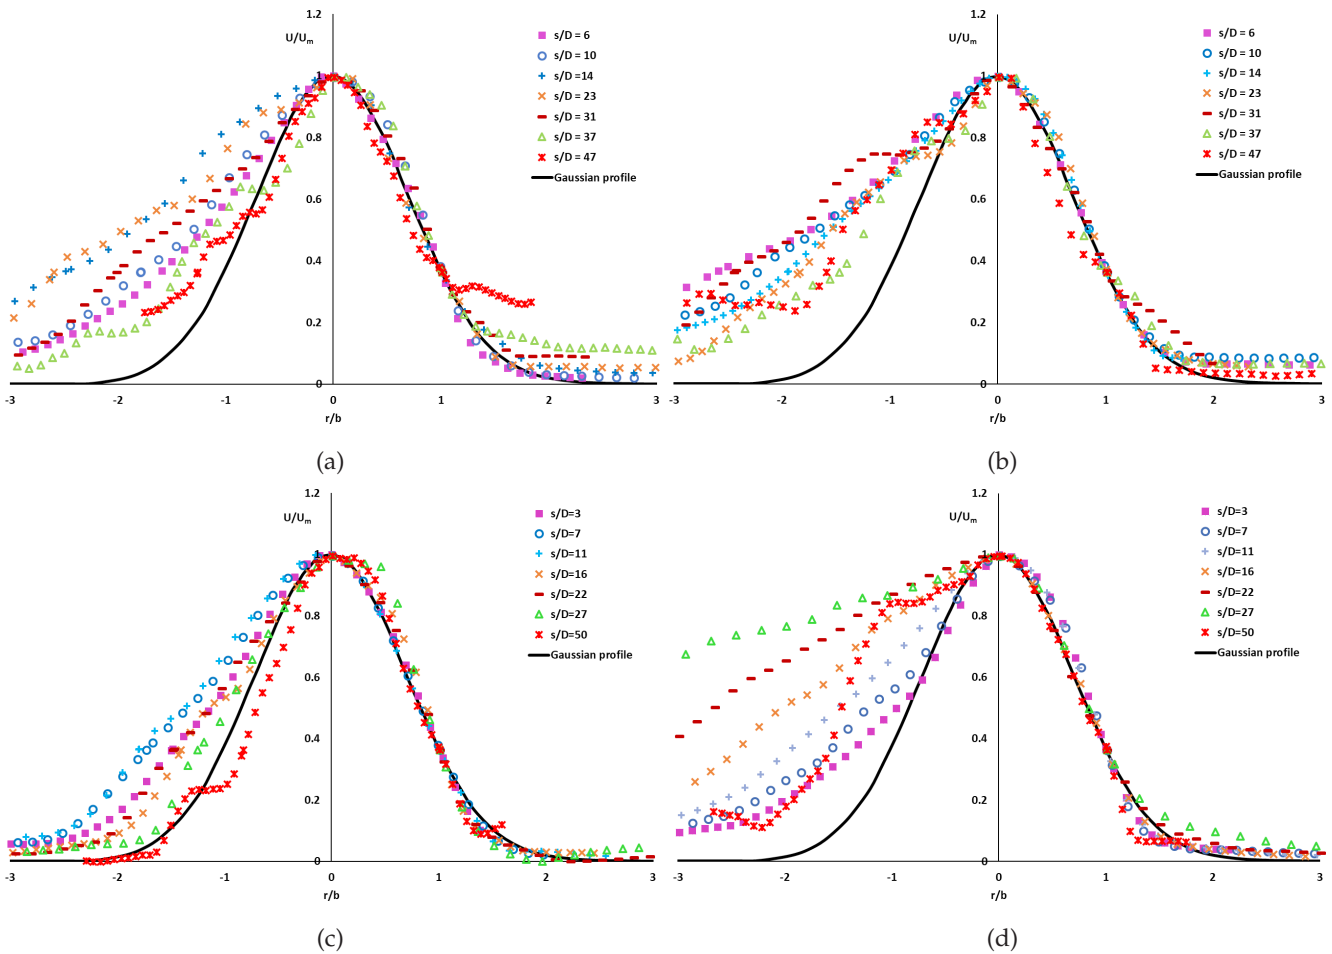 1.2
U/Um
s/D = 6
s/D = 10
s/D =14
s/D = 23
s/D = 31
s/D = 37
s/D = 47
Gaussian profile
1
0.8
0.6
0.4
0.2
0
-3 -2 -1 0 1 2 3
r/b
(a)
1.2
U/Um
s/D = 6
s/D = 10
s/D = 14
s/D = 23
s/D = 31
s/D = 37
s/D = 47
Gaussian profile
1
0.8
0.6
0.4
0.2
0
-3 -2 -1 0 1 2 3
r/b
(b)
1.2
U/Um
s/D=3
s/D=7
s/D=11
s/D=16
s/D=22
s/D=27
s/D=50
Gaussian profile
1
0.8
0.6
0.4
0.2
0
-3 -2 -1 0 1 2 3
r/b
(c)
1.2
U/Um
s/D=3
s/D=7
s/D=11
s/D=16
s/D=22
s/D=27
s/D=50
Gaussian profile
1
0.8
0.6
0.4
0.2
0
-3 -2 -1 0 1 2 3
r/b
(d)